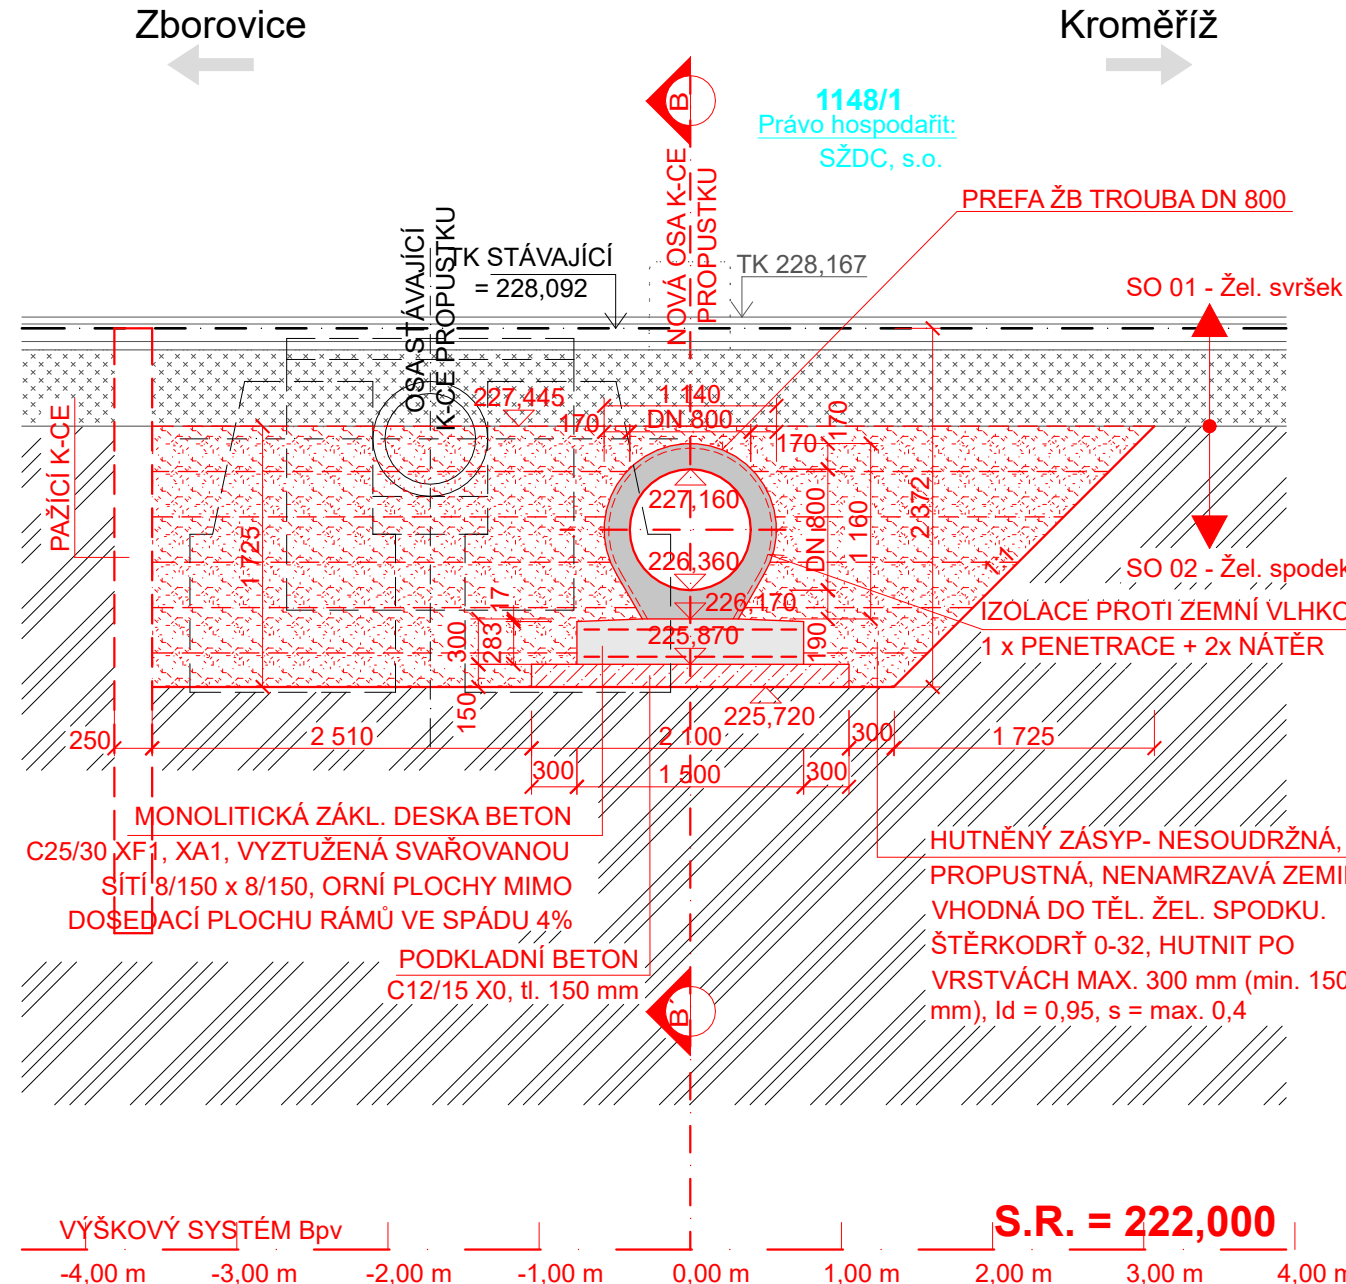 Zborovice
Kroměříž
B
1148/1
Právo hospodařit:
SŽDC, s.o.
NOVÁ OSA K-CE
PROPUSTKU
PREFA ŽB TROUBA DN 800
OSA STÁVAJÍCÍ
K-CE PROPUSTKU
TK STÁVAJÍCÍ
= 228,092
TK 228,167
SO 01 - Žel. svršek
PAŽÍCÍ K-CE
227,445
1 140
170
DN 800
170
170
227,160
DN 800
1 160
2 372
1 725
226,360
1:1
SO 02 - Žel. spodek
226,170
17
IZOLACE PROTI ZEMNÍ VLHKO
1 x PENETRACE + 2x NÁTĚR
300
283
225,870
190
150
225,720
250
2 510
2 100
300
1 725
300
1 500
300
MONOLITICKÁ ZÁKL. DESKA BETON
C25/30 XF1, XA1, VYZTUŽENÁ SVAŘOVANOU
SÍTÍ 8/150 x 8/150, ORNÍ PLOCHY MIMO
DOSEDACÍ PLOCHU RÁMŮ VE SPÁDU 4%
PODKLADNÍ BETON
C12/15 X0, tl. 150 mm
HUTNĚNÝ ZÁSYP- NESOUDRŽNÁ,
PROPUSTNÁ, NENAMRZAVÁ ZEMI
VHODNÁ DO TĚL. ŽEL. SPODKU.
ŠTĚRKODRŤ 0-32, HUTNIT PO
VRSTVÁCH MAX. 300 mm (min. 150
mm), Id = 0,95, s = max. 0,4
B´
VÝŠKOVÝ SYSTÉM Bpv
S.R. = 222,000
-4,00 m
-3,00 m
-2,00 m
-1,00 m
0,00 m
1,00 m
2,00 m
3,00 m
4,00 m